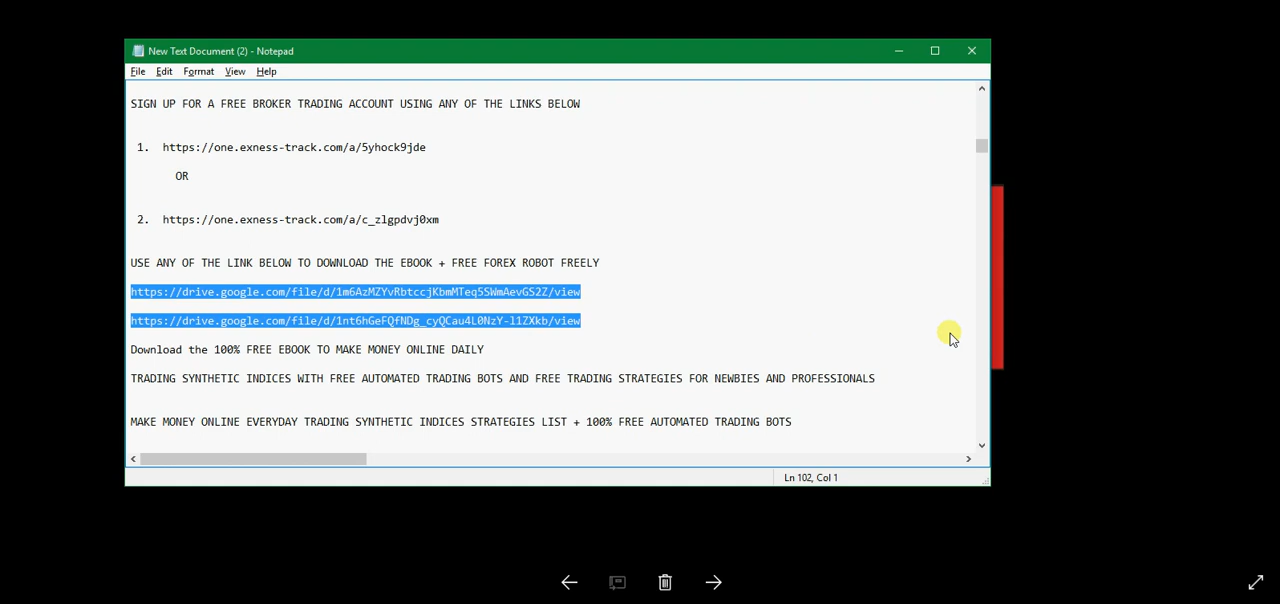 New Text Document (2) - Notepad
File Edit Format View Help
SIGN UP FOR A FREE BROKER TRADING ACCOUNT USING ANY OF THE LINKS BELOW
1. https://one.exness-track.com/a/5yhock9jde
OR
2. https://one.exness-track.com/a/c_zlgpdvj0xm
USE ANY OF THE LINK BELOW TO DOWNLOAD THE EBOOK + FREE FOREX ROBOT FREELY
https://drive.google.com/file/d/1m6AzMZYvRbtccjKbmMTeq5SWmAevGS2Z/view
https://drive.google.com/file/d/1nt6hGeFQfNDg_cyQCau4L0NzY-11ZXkb/view
Download the 100% FREE EBOOK TO MAKE MONEY ONLINE DAILY
TRADING SYNTHETIC INDICES WITH FREE AUTOMATED TRADING BOTS AND FREE TRADING STRATEGIES FOR NEWBIES AND PROFESSIONALS
MAKE MONEY ONLINE EVERYDAY TRADING SYNTHETIC INDICES STRATEGIES LIST + 100% FREE AUTOMATED TRADING BOTS
Ln 102, Col 1